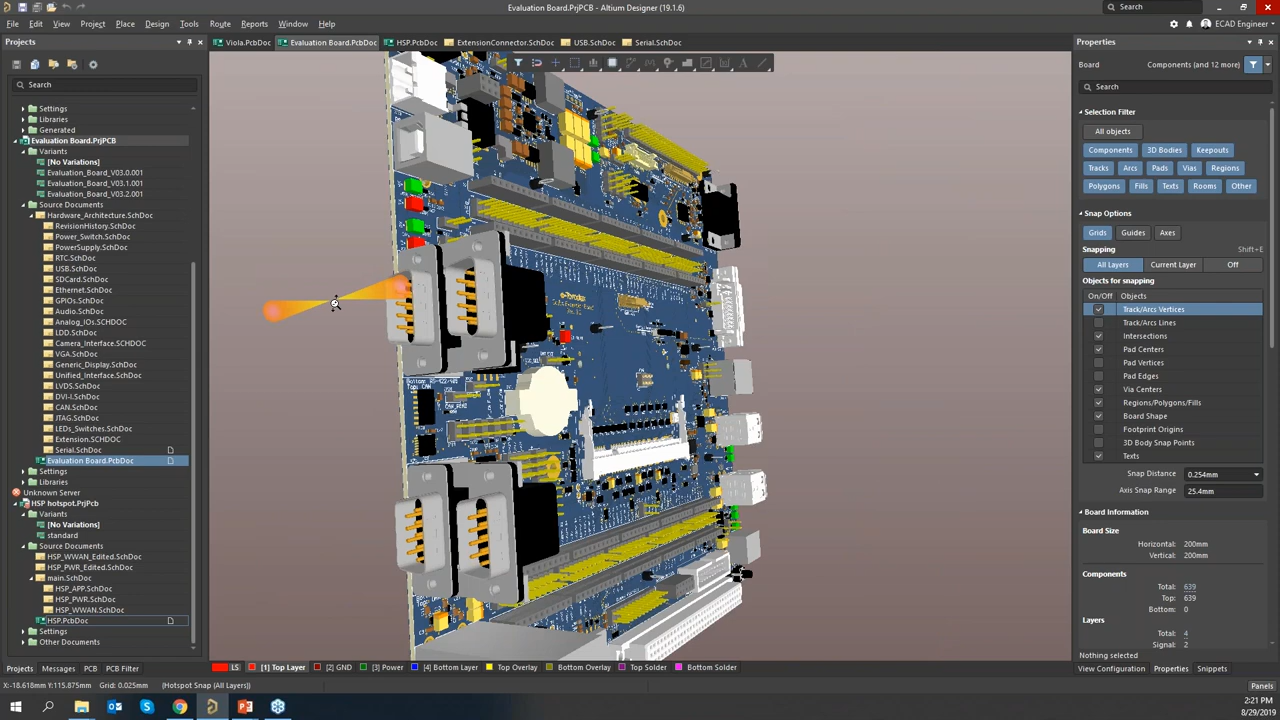 Evaluation Board.PrjPCB - Altium Designer (19.1.6)
Search
File Edit View Project Place Design Tools Route Reports Window Help
ECAD Engineer
Projects
Viola.PcbDoc Evaluation Board.PcbDoc HSP.PcbDoc ExtensionConnector.SchDoc USB.SchDoc Serial.SchDoc
Search
Settings
Libraries
Generated
Evaluation Board.PrjPCB
Variants
[No Variations]
Evaluation_Board_V03.0.001
Evaluation_Board_V03.1.001
Evaluation_Board_V03.2.001
Source Documents
Hardware_Architecture.SchDoc
RevisionHistory.SchDoc
Power_Switch.SchDoc
PowerSupply.SchDoc
RTC.SchDoc
USB.SchDoc
SDCard.SchDoc
Ethernet.SchDoc
GPIOs.SchDoc
Audio.SchDoc
Analog_IOs.SCHDOC
LDD.SchDoc
Camera_Interface.SCHDOC
VGA.SchDoc
Generic_Display.SchDoc
Unified_Interface.SchDoc
LVDS.SchDoc
DVI-I.SchDoc
CAN.SchDoc
JTAG.SchDoc
LEDs_Switches.SchDoc
Extension.SCHDOC
Serial.SchDoc
Evaluation Board.PcbDoc
Settings
Libraries
Unknown Server
HSP hotspot.PrjPcb
Variants
[No Variations]
standard
Source Documents
HSP_WWAN_Edited.SchDoc
HSP_PWR_Edited.SchDoc
main.SchDoc
HSP_APP.SchDoc
HSP_PWR.SchDoc
HSP_WWAN.SchDoc
HSP.PcbDoc
Settings
Other Documents
Projects Messages PCB PCB Filter
Properties
Board Components (and 12 more)
Search
Selection Filter
All objects
Components 3D Bodies Keepouts
Tracks Arcs Pads Vias Regions
Polygons Fills Texts Rooms Other
Snap Options
Grids Guides Axes
Snapping Shift+E
All Layers Current Layer Off
Objects for snapping
On/Off Objects
Track/Arcs Vertices
Track/Arcs Lines
Intersections
Pad Centers
Pad Vertices
Pad Edges
Via Centers
Regions/Polygons/Fills
Board Shape
Footprint Origins
3D Body Snap Points
Texts
Snap Distance 0.254mm
Axis Snap Range 25.4mm
Board Information
Board Size
Horizontal: 200mm
Vertical: 200mm
Components
Total: 639
Top: 639
Bottom: 0
Layers
Total: 4
Signal: 2
Nothing selected
View Configuration Properties Snippets
LS [1] Top Layer [2] GND [3] Power [4] Bottom Layer Top Overlay Bottom Overlay Top Solder Bottom Solder
X:-18.618mm Y:115.875mm Grid: 0.025mm (Hotspot Snap (All Layers))
Panels
2:21 PM
8/29/2019